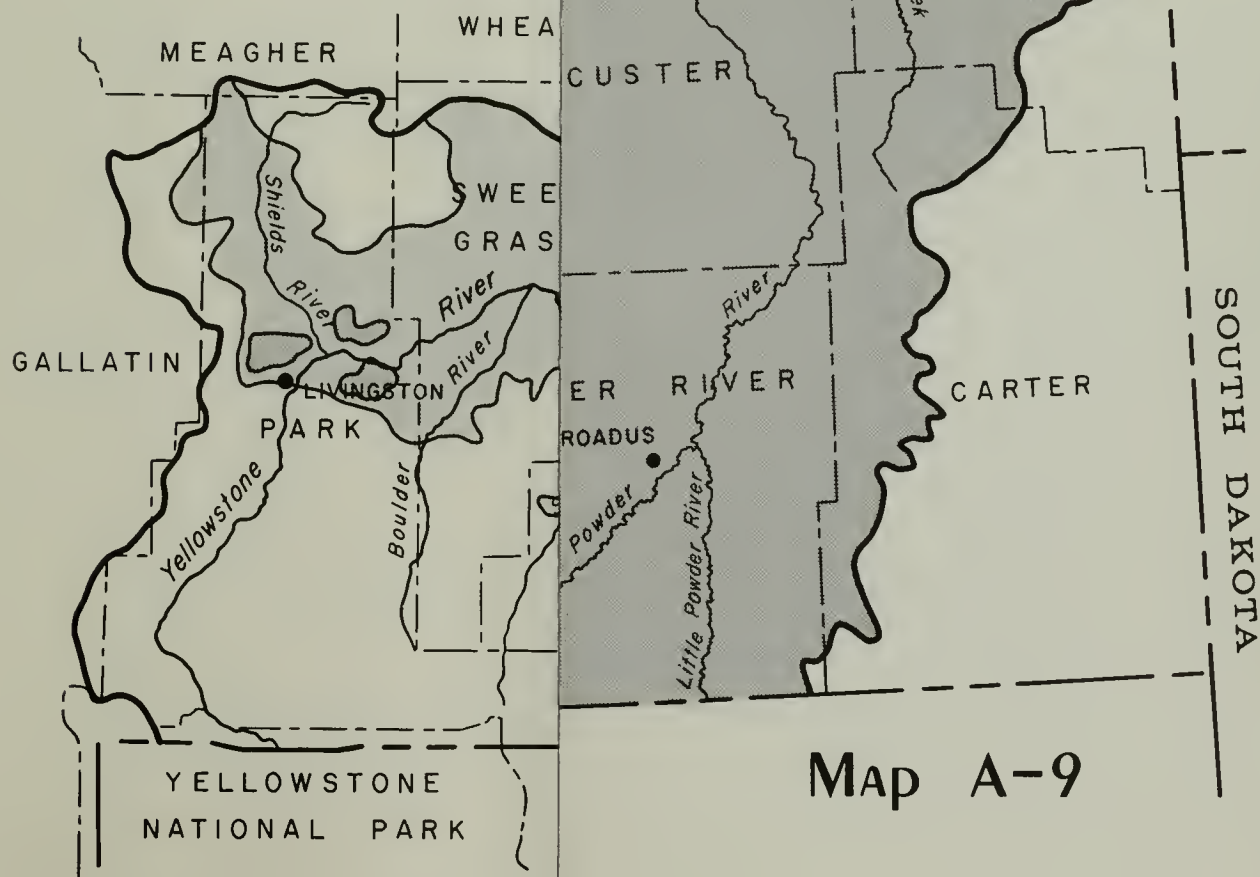 MEAGHER
WHEA
SWEE
GRAS
Shields
River
River
River
GALLATIN
LIVINGSTON
PARK
Yellowstone
Boulder
YELLOWSTONE
NATIONAL PARK
ek
CUSTER
River
ER RIVER
ROADUS
Powder
Little Powder River
CARTER
SOUTH DAKOTA
MAP A-9